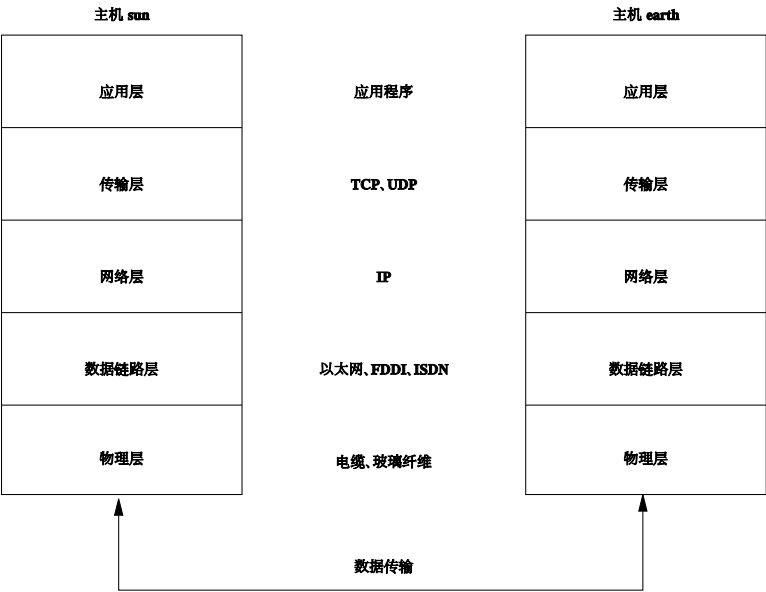 主机 sun
主机 earth
应用层
应用程序
应用层
传输层
TCP、UDP
传输层
网络层
IP
网络层
数据链路层
以太网、FDDI、ISDN
数据链路层
物理层
电缆、玻璃纤维
物理层
数据传输